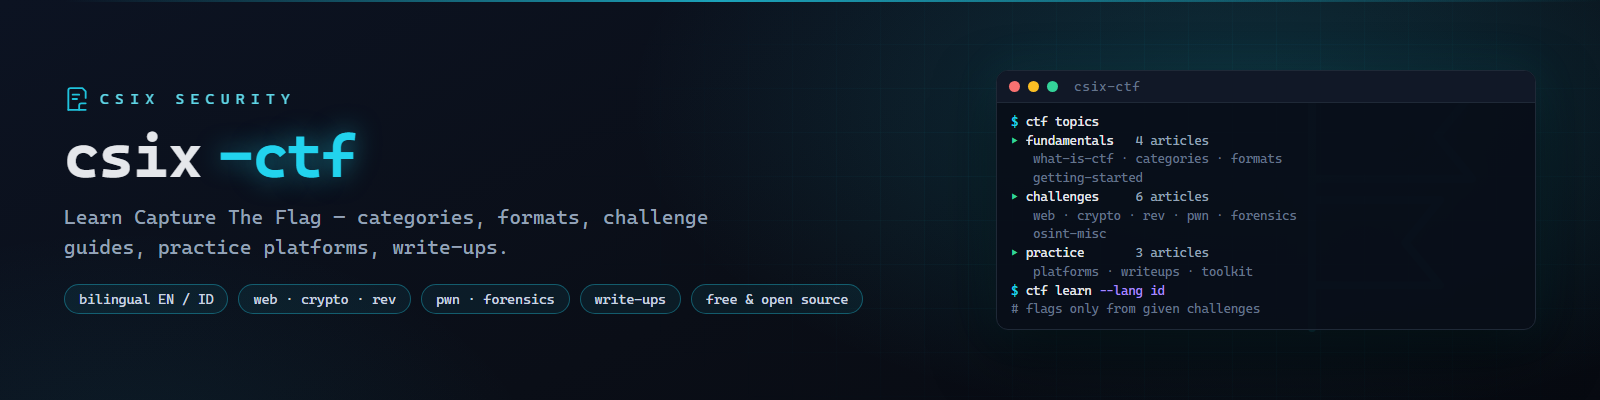 CSIX SECURITY
csix -ctf
Learn Capture The Flag — categories, formats, challenge
guides, practice platforms, write-ups.
bilingual EN / ID
web · crypto · rev
pwn · forensics
write-ups
free & open source
csix-ctf
$ ctf topics
▸ fundamentals 4 articles
what-is-ctf · categories · formats
getting-started
▸ challenges 6 articles
web · crypto · rev · pwn · forensics
osint-misc
▸ practice 3 articles
platforms · writeups · toolkit
$ ctf learn --lang id
# flags only from given challenges